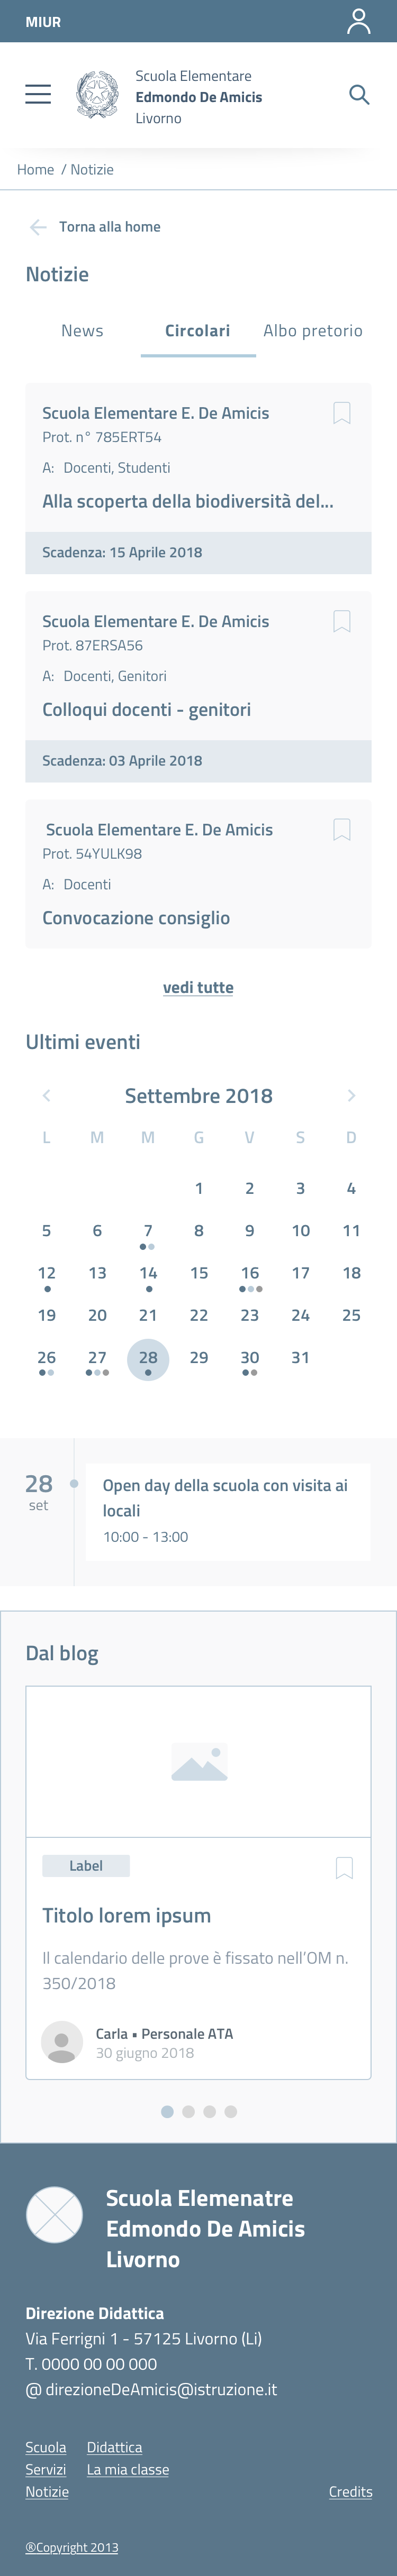 MIUR
Scuola Elementare
Edmondo De Amicis
Livorno
Home / Notizie
Torna alla home
Notizie
News Circolari Albo pretorio
Scuola Elementare E. De Amicis
Prot. n° 785ERT54
A: Docenti, Studenti
Alla scoperta della biodiversità del...
Scadenza: 15 Aprile 2018
Scuola Elementare E. De Amicis
Prot. 87ERSA56
A: Docenti, Genitori
Colloqui docenti - genitori
Scadenza: 03 Aprile 2018
Scuola Elementare E. De Amicis
Prot. 54YULK98
A: Docenti
Convocazione consiglio
vedi tutte
Ultimi eventi
Settembre 2018
L M M G V S D
1 2 3 4
5 6 7 8 9 10 11
12 13 14 15 16 17 18
19 20 21 22 23 24 25
26 27 28 29 30 31
28
set
Open day della scuola con visita ai
locali
10:00 - 13:00
Dal blog
Label
Titolo lorem ipsum
Il calendario delle prove è fissato nell’OM n.
350/2018
Carla • Personale ATA
30 giugno 2018
Scuola Elemenatre
Edmondo De Amicis
Livorno
Direzione Didattica
Via Ferrigni 1 - 57125 Livorno (Li)
T. 0000 00 00 000
@ direzioneDeAmicis@istruzione.it
Scuola Didattica
Servizi La mia classe
Notizie Credits
®Copyright 2013